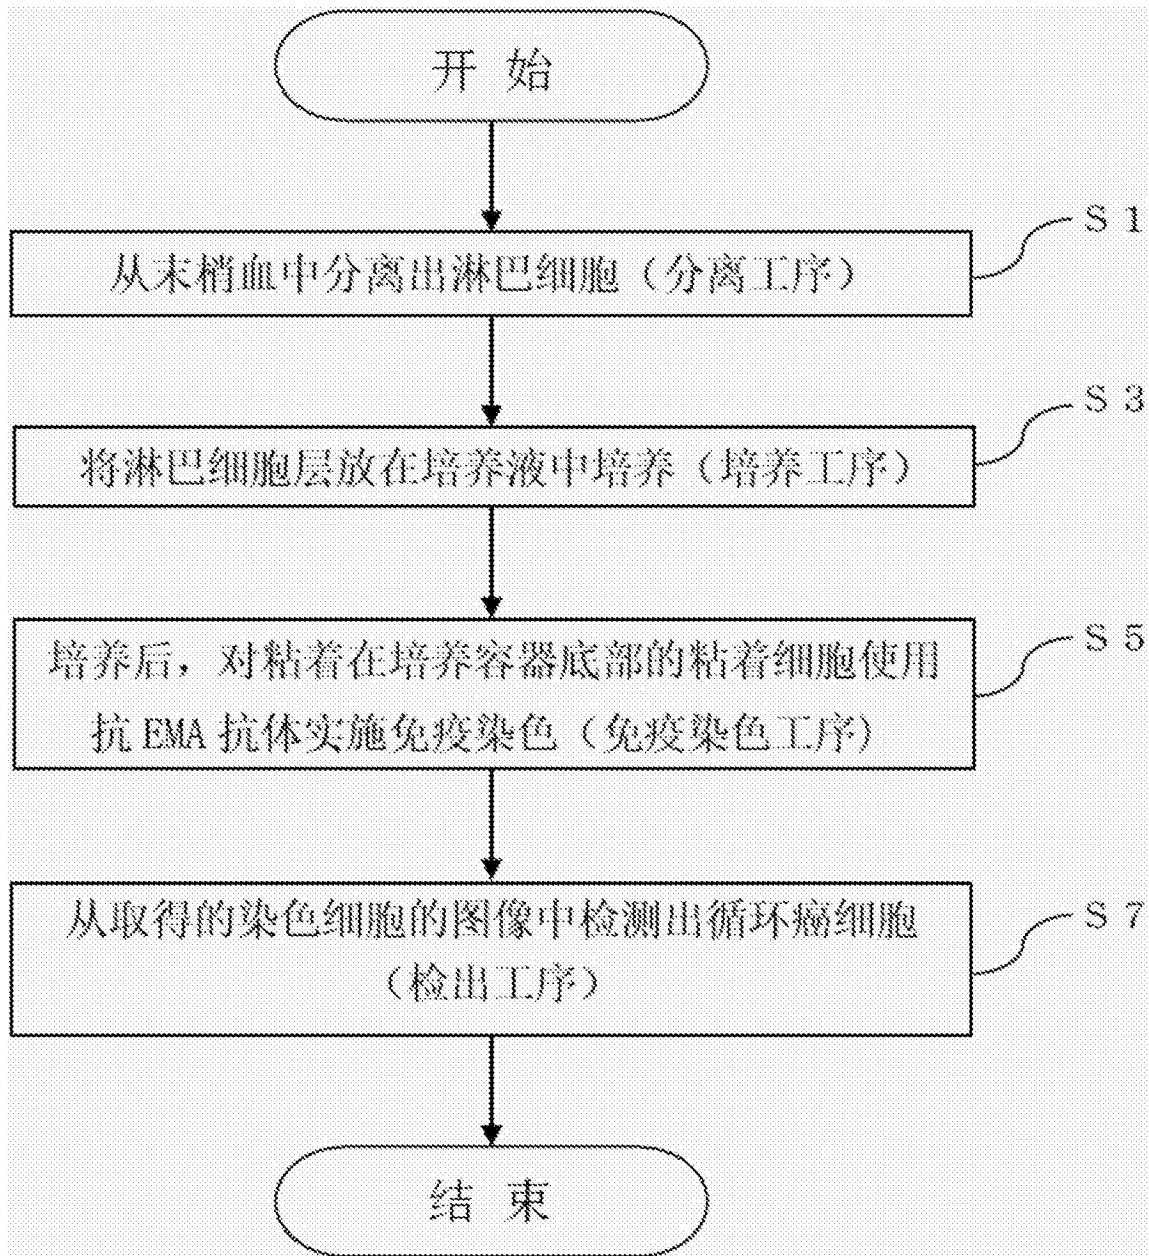 开 始
S 1
从末梢血中分离出淋巴细胞（分离工序）
S 3
将淋巴细胞层放在培养液中培养（培养工序）
S 5
培养后，对粘着在培养容器底部的粘着细胞使用
抗 EMA 抗体实施免疫染色（免疫染色工序）
S 7
从取得的染色细胞的图像中检测出循环癌细胞
（检出工序）
结 束